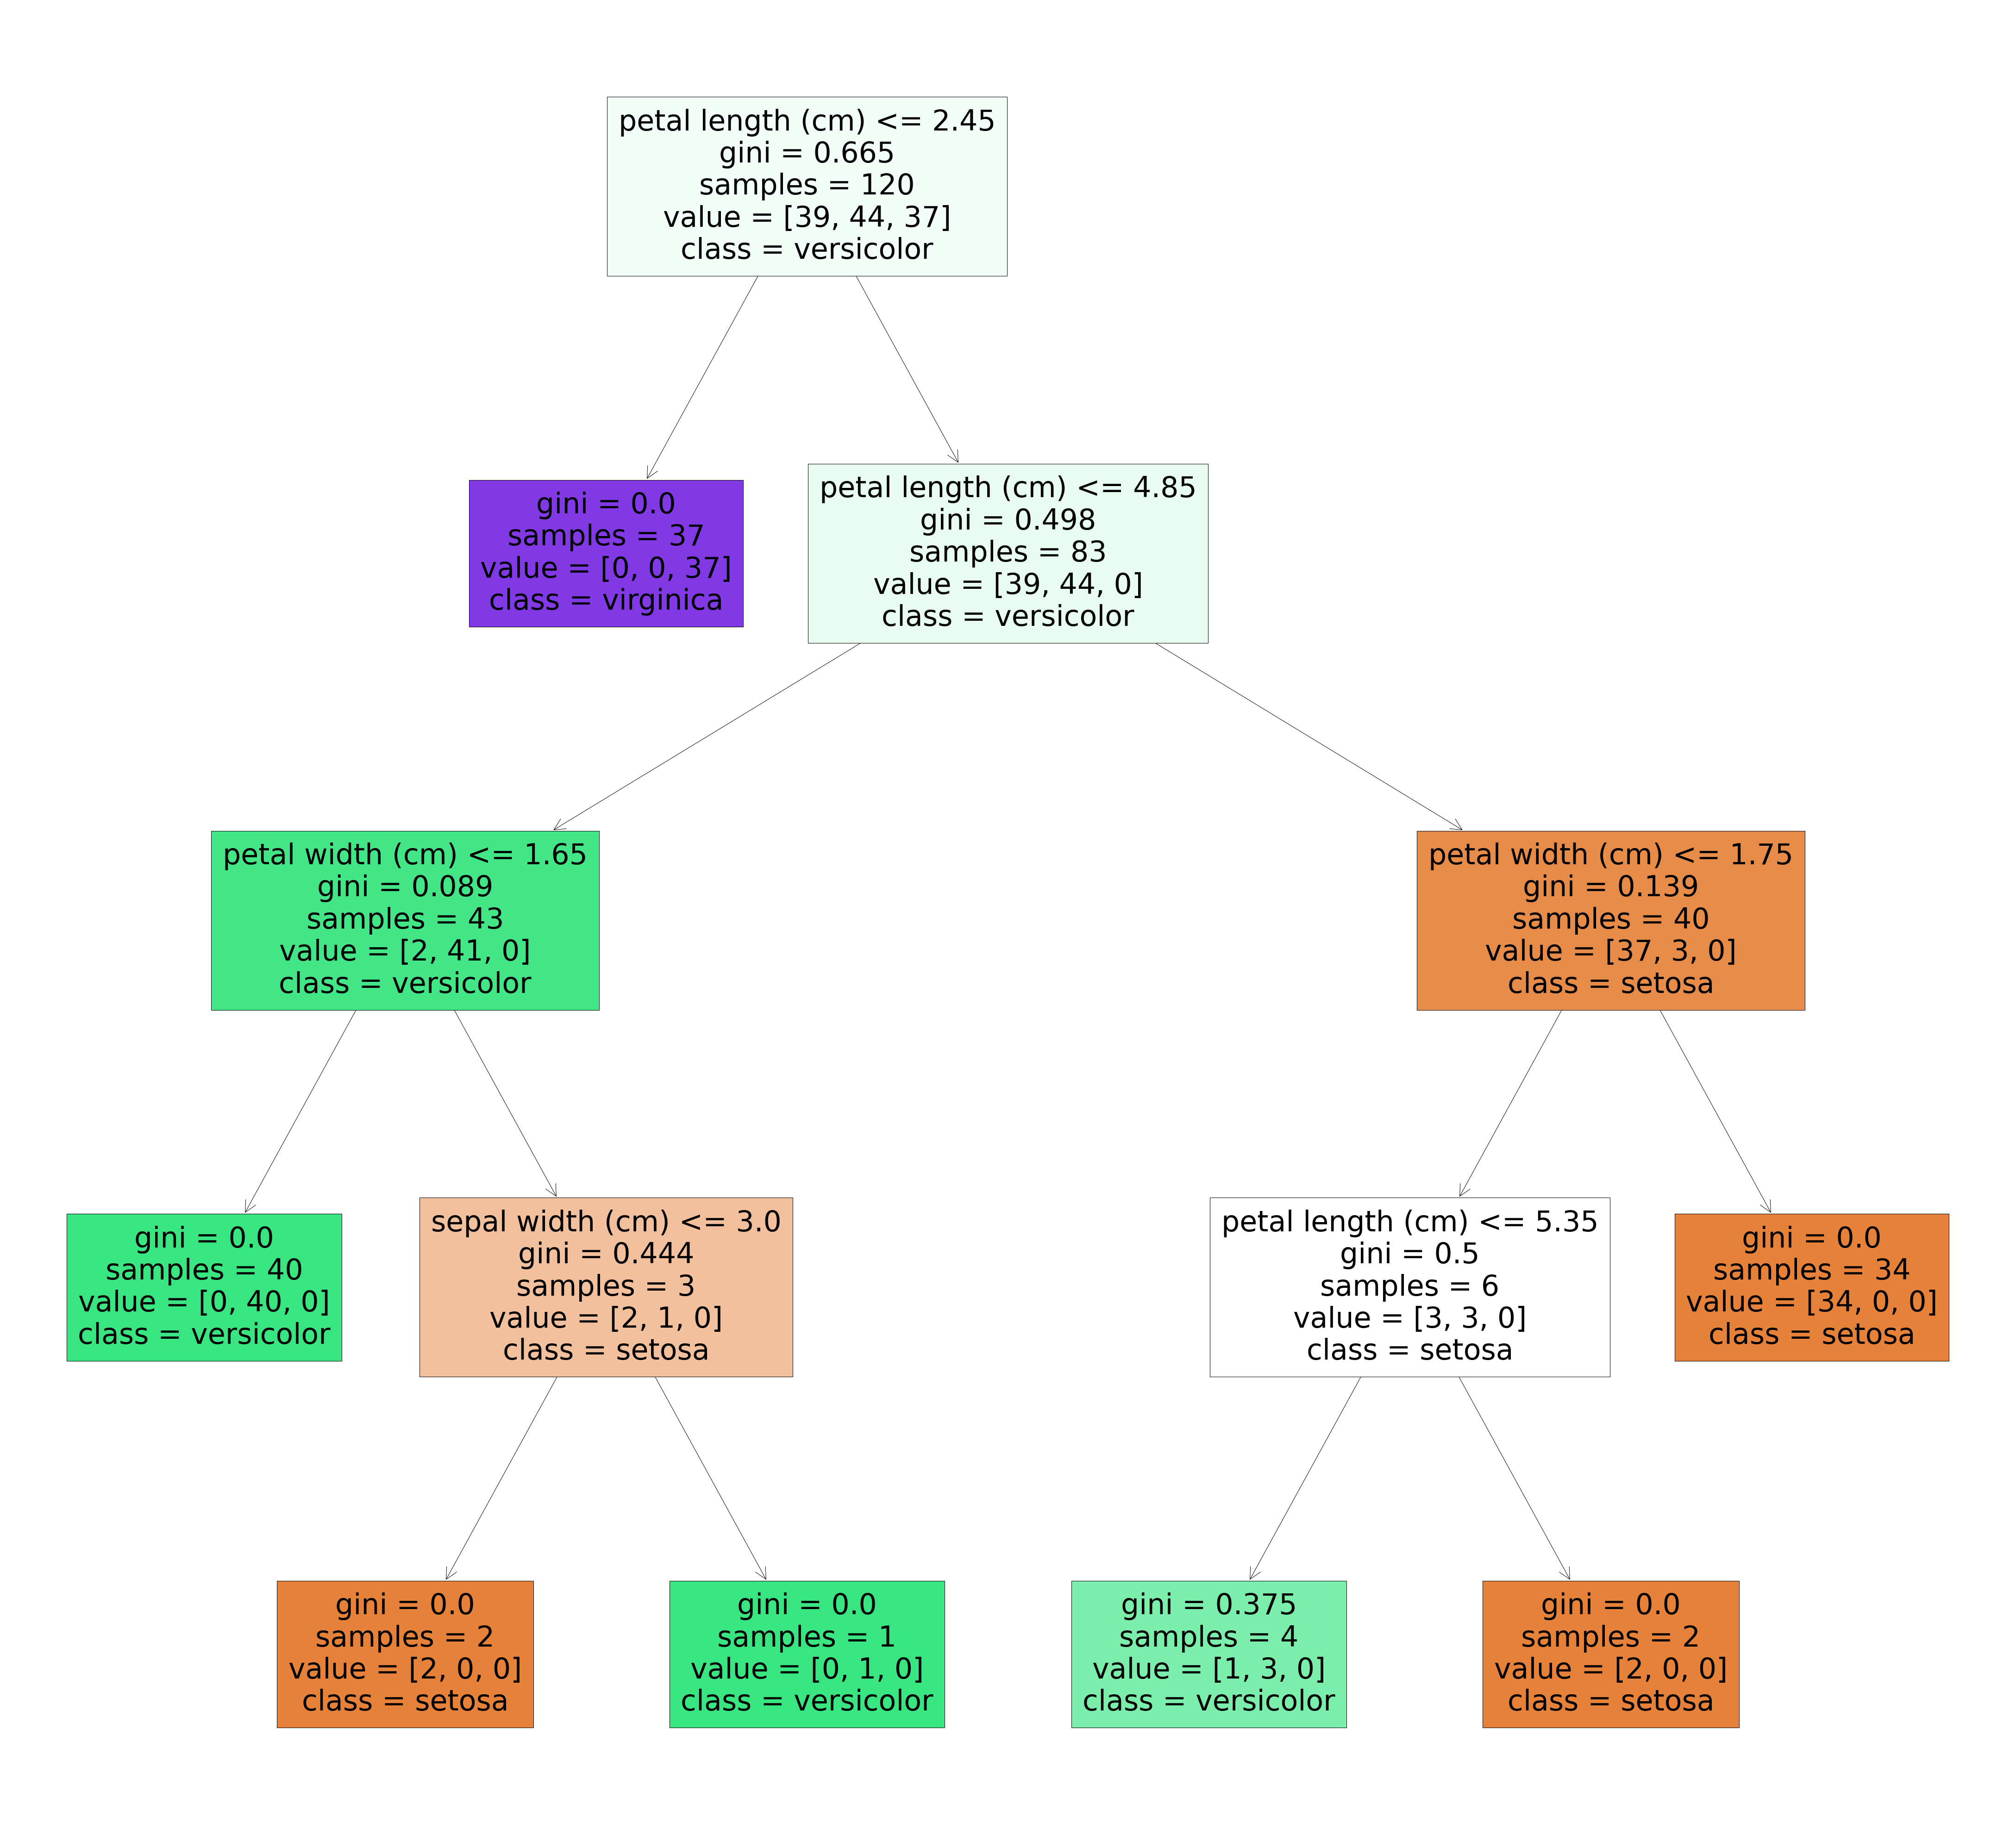 petal length (cm) <= 2.45
gini = 0.665
samples = 120
value = [39, 44, 37]
class = versicolor
gini = 0.0
samples = 37
value = [0, 0, 37]
class = virginica
petal length (cm) <= 4.85
gini = 0.498
samples = 83
value = [39, 44, 0]
class = versicolor
petal width (cm) <= 1.65
gini = 0.089
samples = 43
value = [2, 41, 0]
class = versicolor
petal width (cm) <= 1.75
gini = 0.139
samples = 40
value = [37, 3, 0]
class = setosa
gini = 0.0
samples = 40
value = [0, 40, 0]
class = versicolor
sepal width (cm) <= 3.0
gini = 0.444
samples = 3
value = [2, 1, 0]
class = setosa
petal length (cm) <= 5.35
gini = 0.5
samples = 6
value = [3, 3, 0]
class = setosa
gini = 0.0
samples = 34
value = [34, 0, 0]
class = setosa
gini = 0.0
samples = 2
value = [2, 0, 0]
class = setosa
gini = 0.0
samples = 1
value = [0, 1, 0]
class = versicolor
gini = 0.375
samples = 4
value = [1, 3, 0]
class = versicolor
gini = 0.0
samples = 2
value = [2, 0, 0]
class = setosa